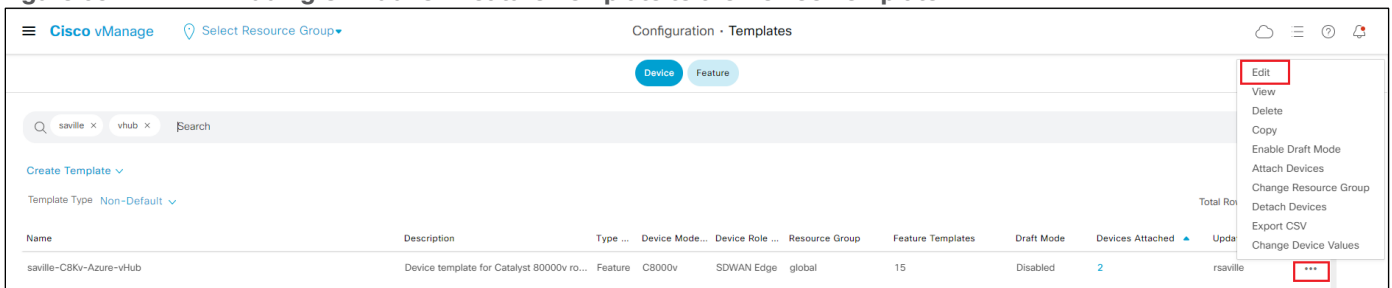 Cisco vManage Select Resource Group Configuration · Templates
Device Feature
Edit
View
saville × vhub × Search
Delete
Copy
Enable Draft Mode
Create Template
Attach Devices
Change Resource Group
Template Type Non-Default
Total Ro
Detach Devices
Export CSV
Name Description Type ... Device Mode... Device Role ... Resource Group Feature Templates Draft Mode Devices Attached Upda
Change Device Values
saville-C8Kv-Azure-vHub Device template for Catalyst 80000v ro... Feature C8000v SDWAN Edge global 15 Disabled 2 rsaville ...